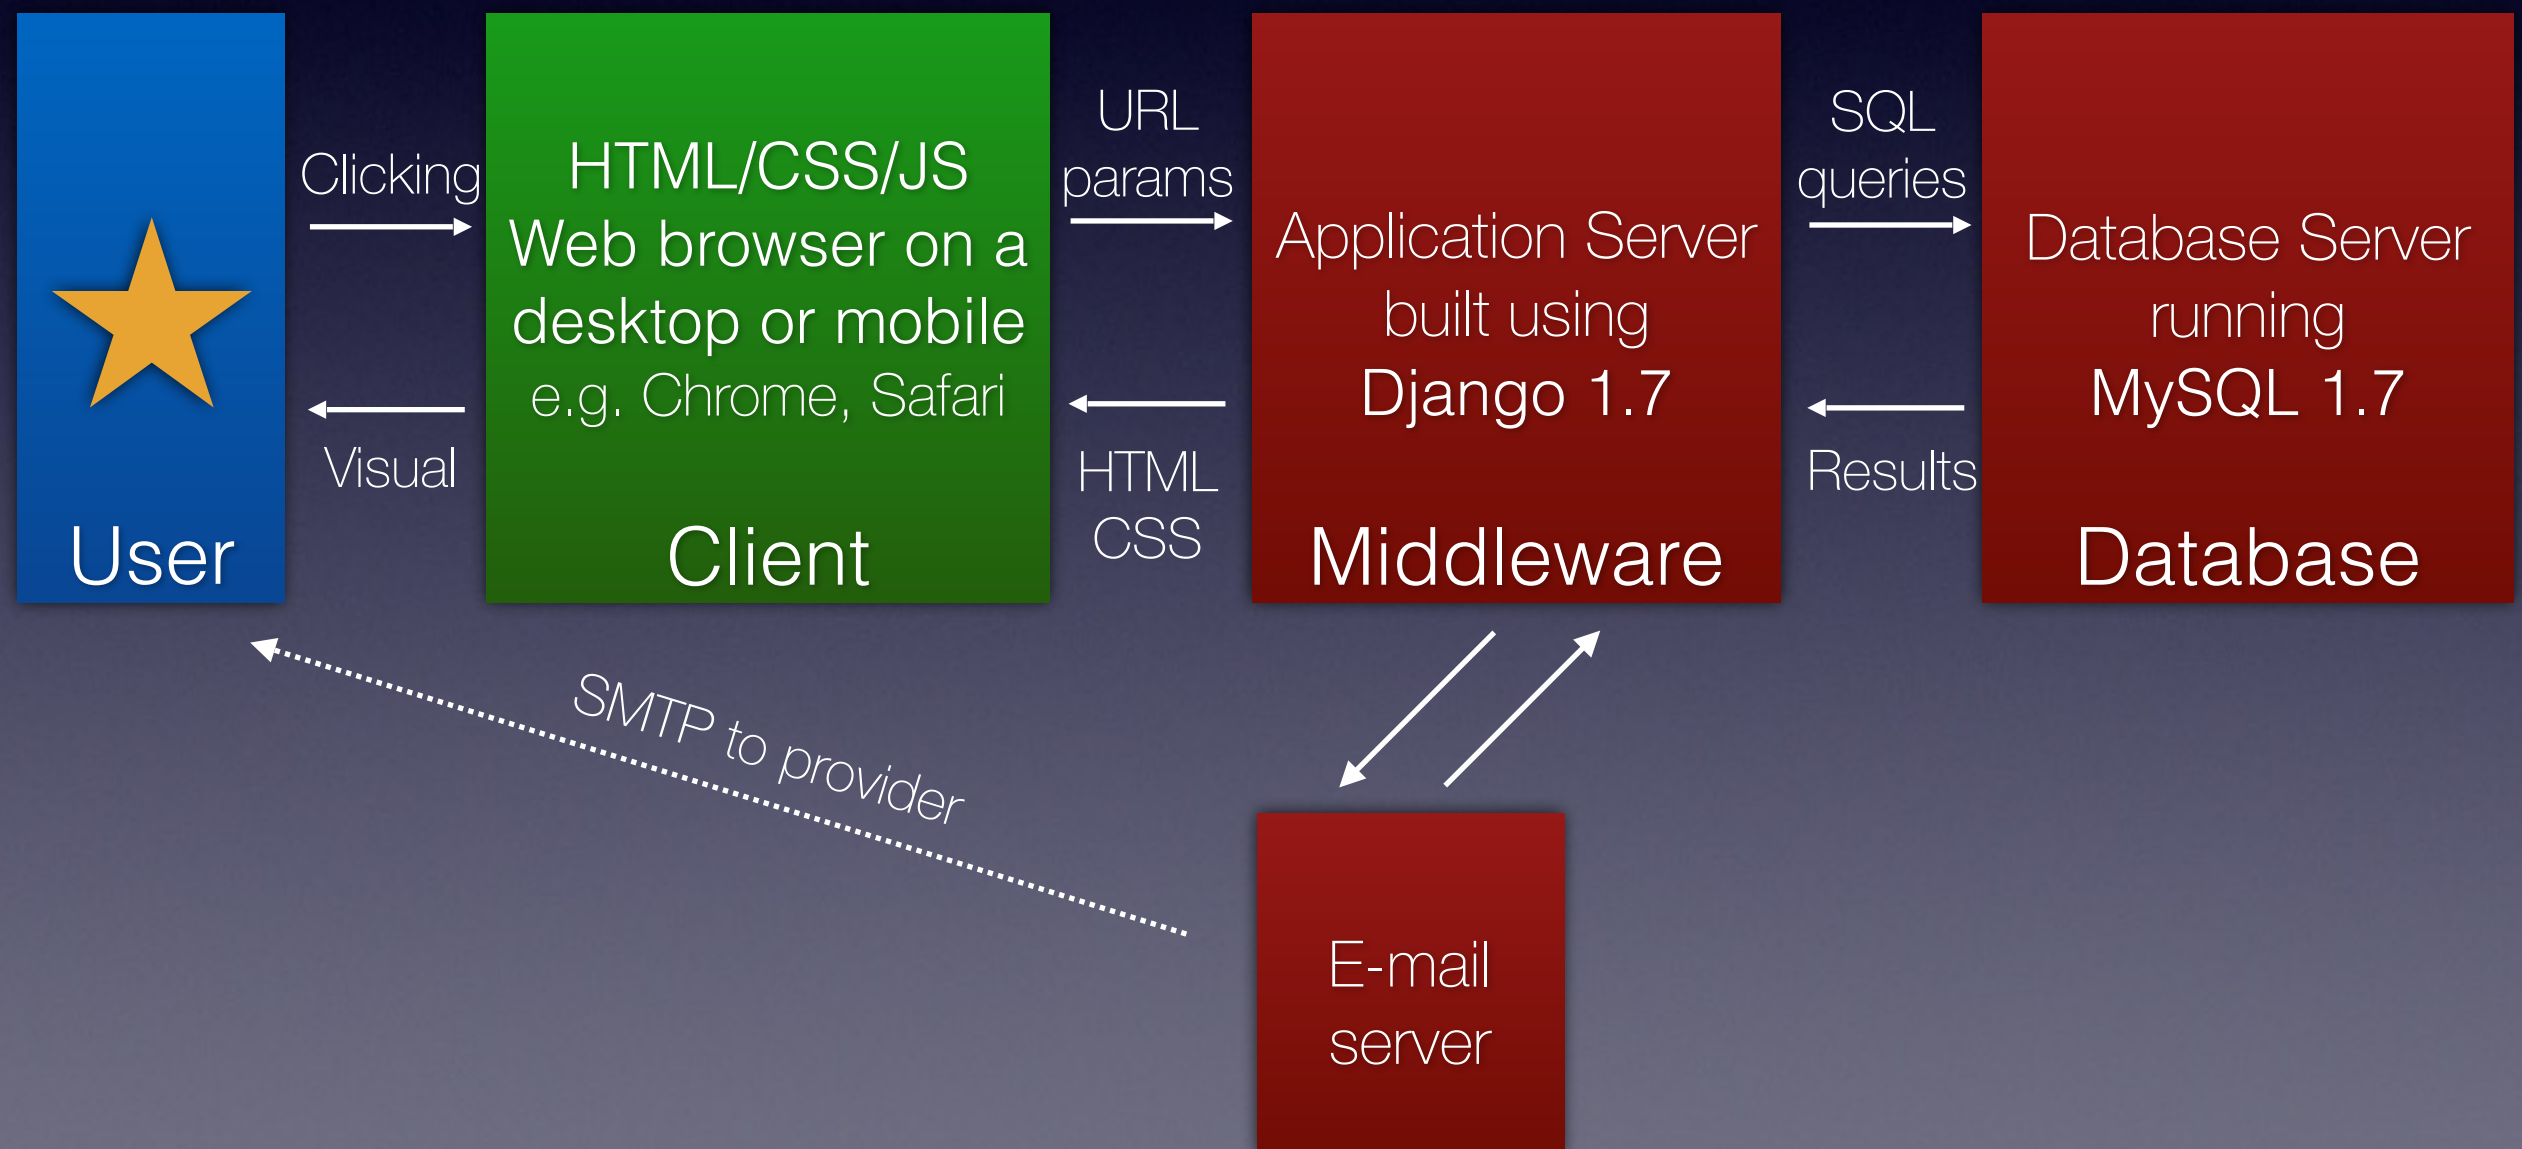 User
Clicking
Visual
HTML/CSS/JS
Web browser on a
desktop or mobile
e.g. Chrome, Safari
Client
URL
params
HTML
CSS
Application Server
built using
Django 1.7
Middleware
SQL
queries
Results
Database Server
running
MySQL 1.7
Database
SMTP to provider
E-mail
server